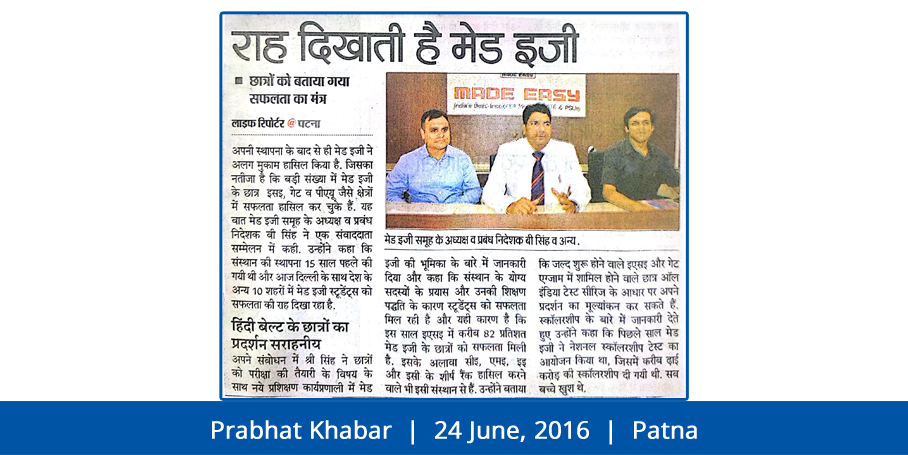 राह दिखाती है मेड इजी
■ छात्रों को बताया गया
सफलता का मंत्र
लाइफ रिपोर्टर @ पटना
अपनी स्थापना के बाद से ही मेड इजी ने
अलग मुकाम हासिल किया है. जिसका
नतीजा है कि बड़ी संख्या में मेड इजी
के छात्र इसइ, गेट व पीएयू जैसे क्षेत्रों
में सफलता हासिल कर चुके हैं. यह
बात मेड इजी समूह के अध्यक्ष व प्रबंध
निदेशक बी सिंह ने एक संवाददाता
सम्मेलन में कही. उन्होंने कहा कि
संस्थान की स्थापना 15 साल पहले की
गयी थी और आज दिल्ली के साथ देश के
अन्य 10 शहरों में मेड इजी स्टूडेंट्स को
सफलता की राह दिखा रहा है.
हिंदी बेल्ट के छात्रों का
प्रदर्शन सराहनीय
अपने संबोधन में श्री सिंह ने छात्रों
को परीक्षा की तैयारी के विषय के
साथ नये प्रशिक्षण कार्यप्रणाली में मेड
MADE EASY
India's Best
मेड इजी समूह के अध्यक्ष व प्रबंध निदेशक बी सिंह व अन्य.
इजी की भूमिका के बारे में जानकारी
दिया और कहा कि संस्थान के योग्य
सदस्यों के प्रयास और उनकी शिक्षण
पद्धति के कारण स्टूडेंट्स को सफलता
मिल रही है और यही कारण है कि
इस साल इएसइ में करीब 82 प्रतिशत
मेड इजी के छात्रों को सफलता मिली
है. इसके अलावा सीइ, एमइ, इइ
और इसी के शीर्ष रैंक हासिल करने
वाले भी इसी संस्थान से हैं. उन्होंने बताया
कि जल्द शुरू होने वाले इएसइ और गेट
एग्जाम में शामिल होने वाले छात्र ऑल
इंडिया टेस्ट सीरिज के आधार पर अपने
प्रदर्शन का मूल्यांकन कर सकते हैं.
स्कॉलरशीप के बारे में जानकारी देते
हुए उन्होंने कहा कि पिछले साल मेड
इजी ने नेशनल स्कॉलरशीप टेस्ट का
आयोजन किया था, जिसमें करीब ढाई
करोड़ की स्कॉलरशीप दी गयी थी. सब
बच्चे खुश थे.
Prabhat Khabar | 24 June, 2016 | Patna